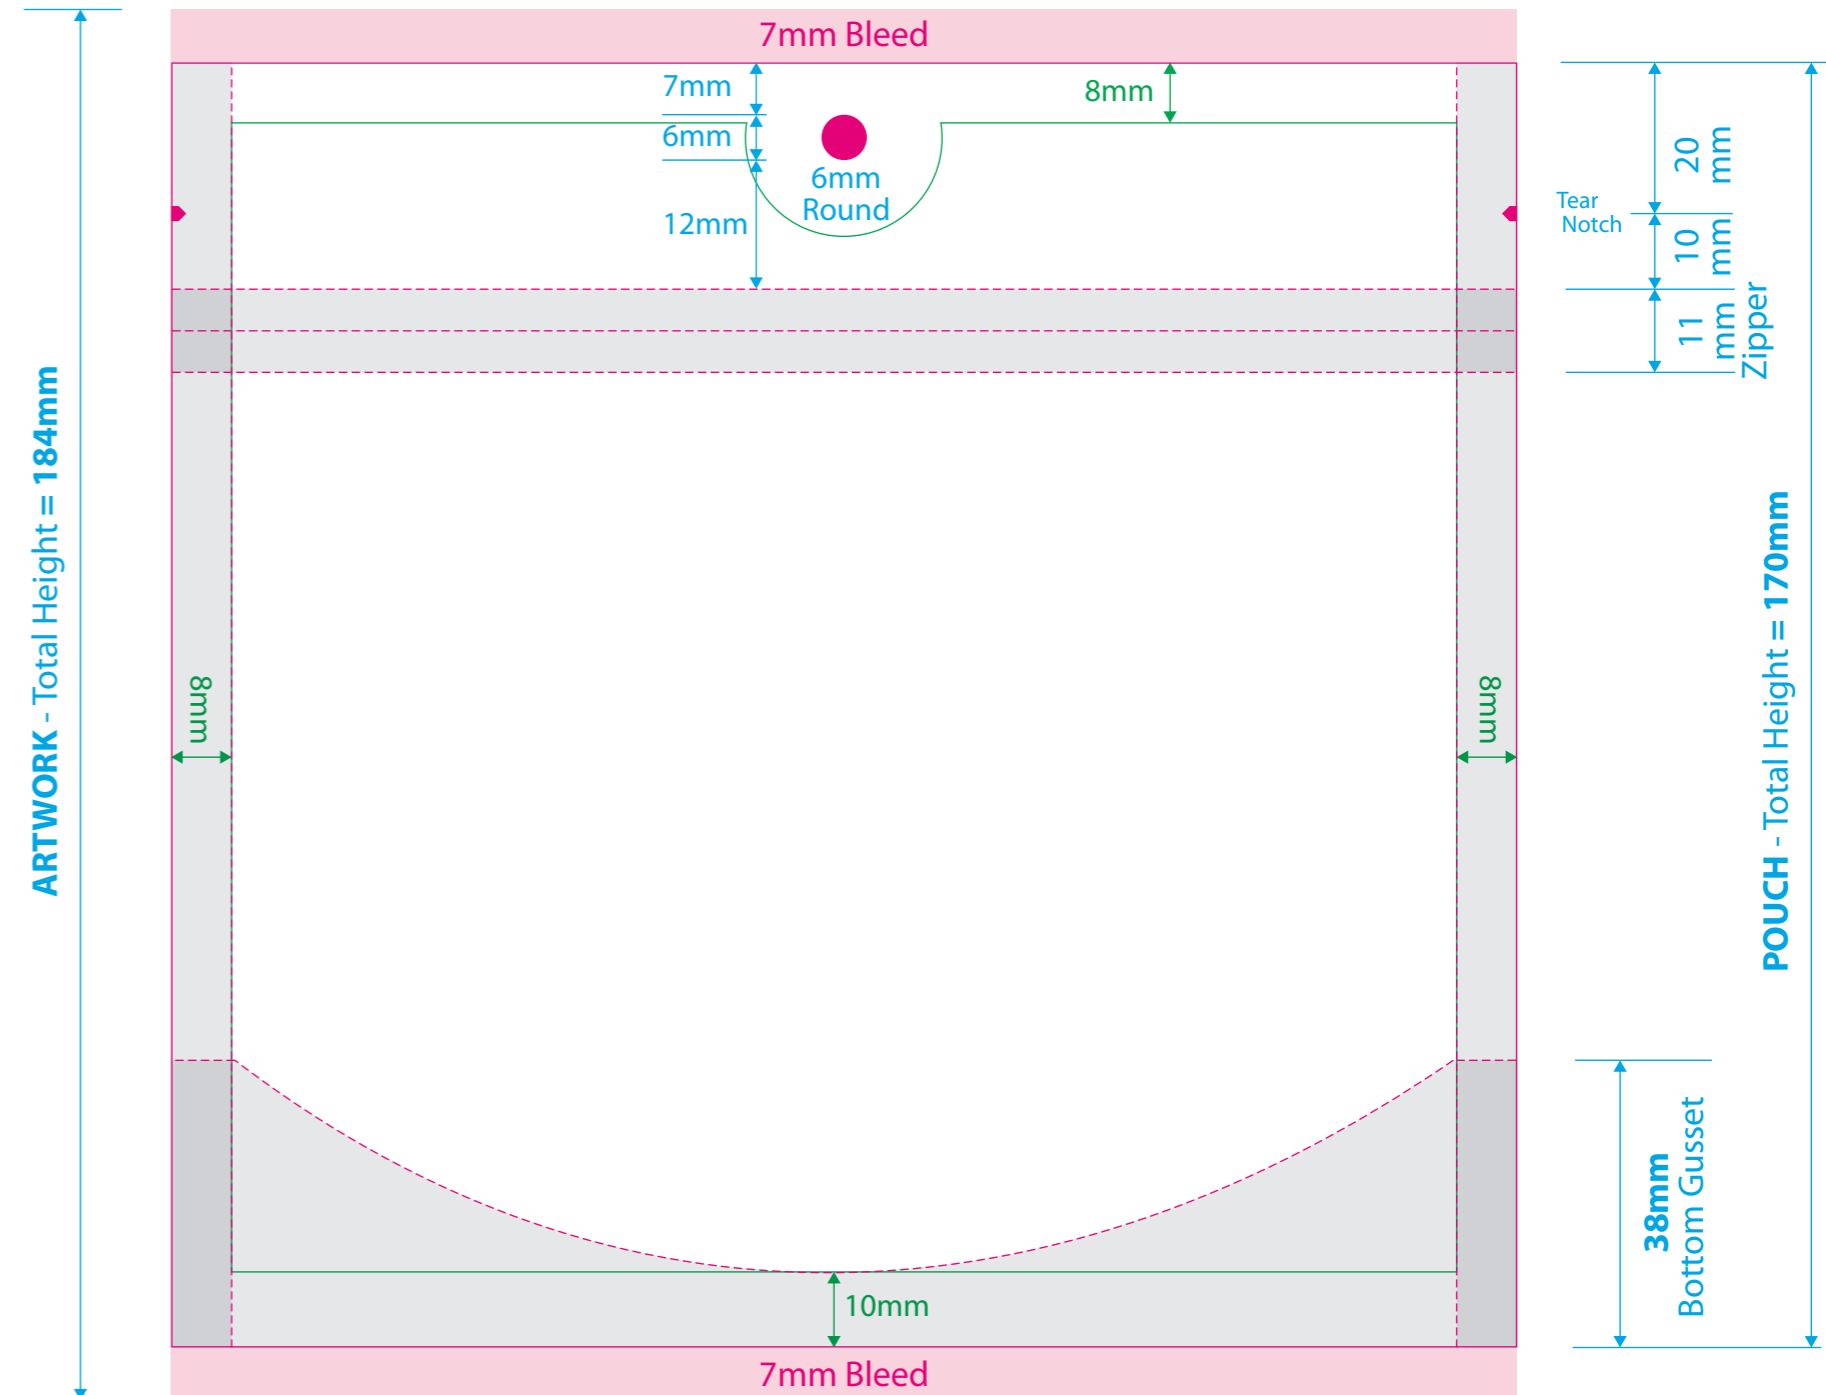 7mm Bleed
7mm
8mm
6mm
6mm
Round
12mm
20
mm
Tear
Notch
10
mm
11
mm
Zipper
ARTWORK - Total Height = 184mm
POUCH - Total Height = 170mm
8mm
8mm
38mm
Bottom Gusset
10mm
7mm Bleed